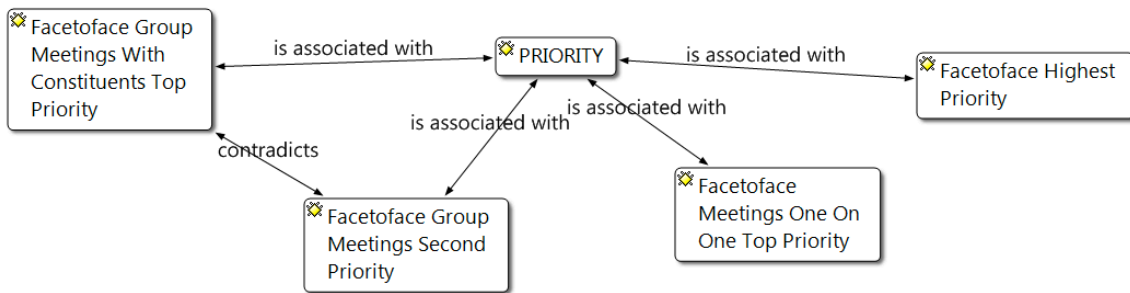 Facetoface Group
Meetings With
Constituents Top
Priority
is associated with
PRIORITY
is associated with
Facetoface Highest
Priority
is associated with
is associated with
contradicts
Facetoface Group
Meetings Second
Priority
Facetoface
Meetings One On
One Top Priority